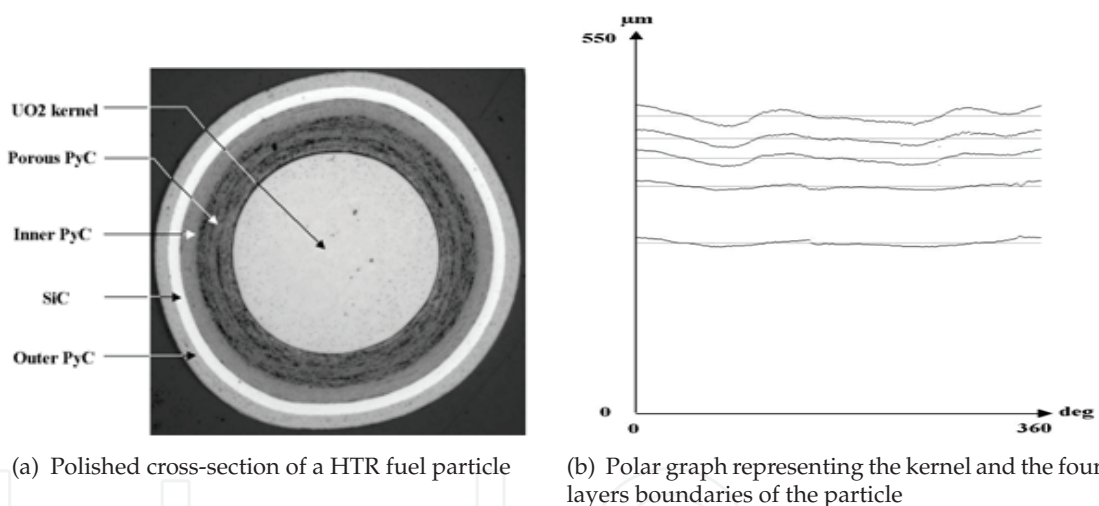 UO2 kernel
Porous PyC
Inner PyC
SiC
Outer PyC
µm
550
0
0
deg
360
(a) Polished cross-section of a HTR fuel particle
(b) Polar graph representing the kernel and the four
layers boundaries of the particle